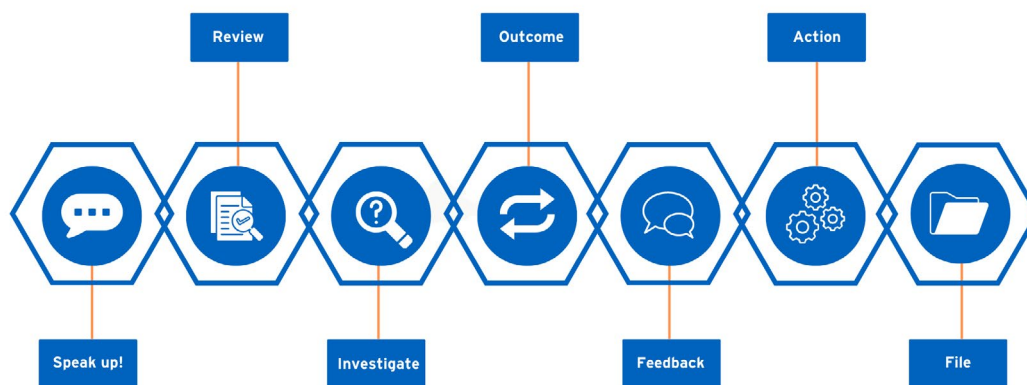 Review
Outcome
Action
Speak up!
Investigate
Feedback
File